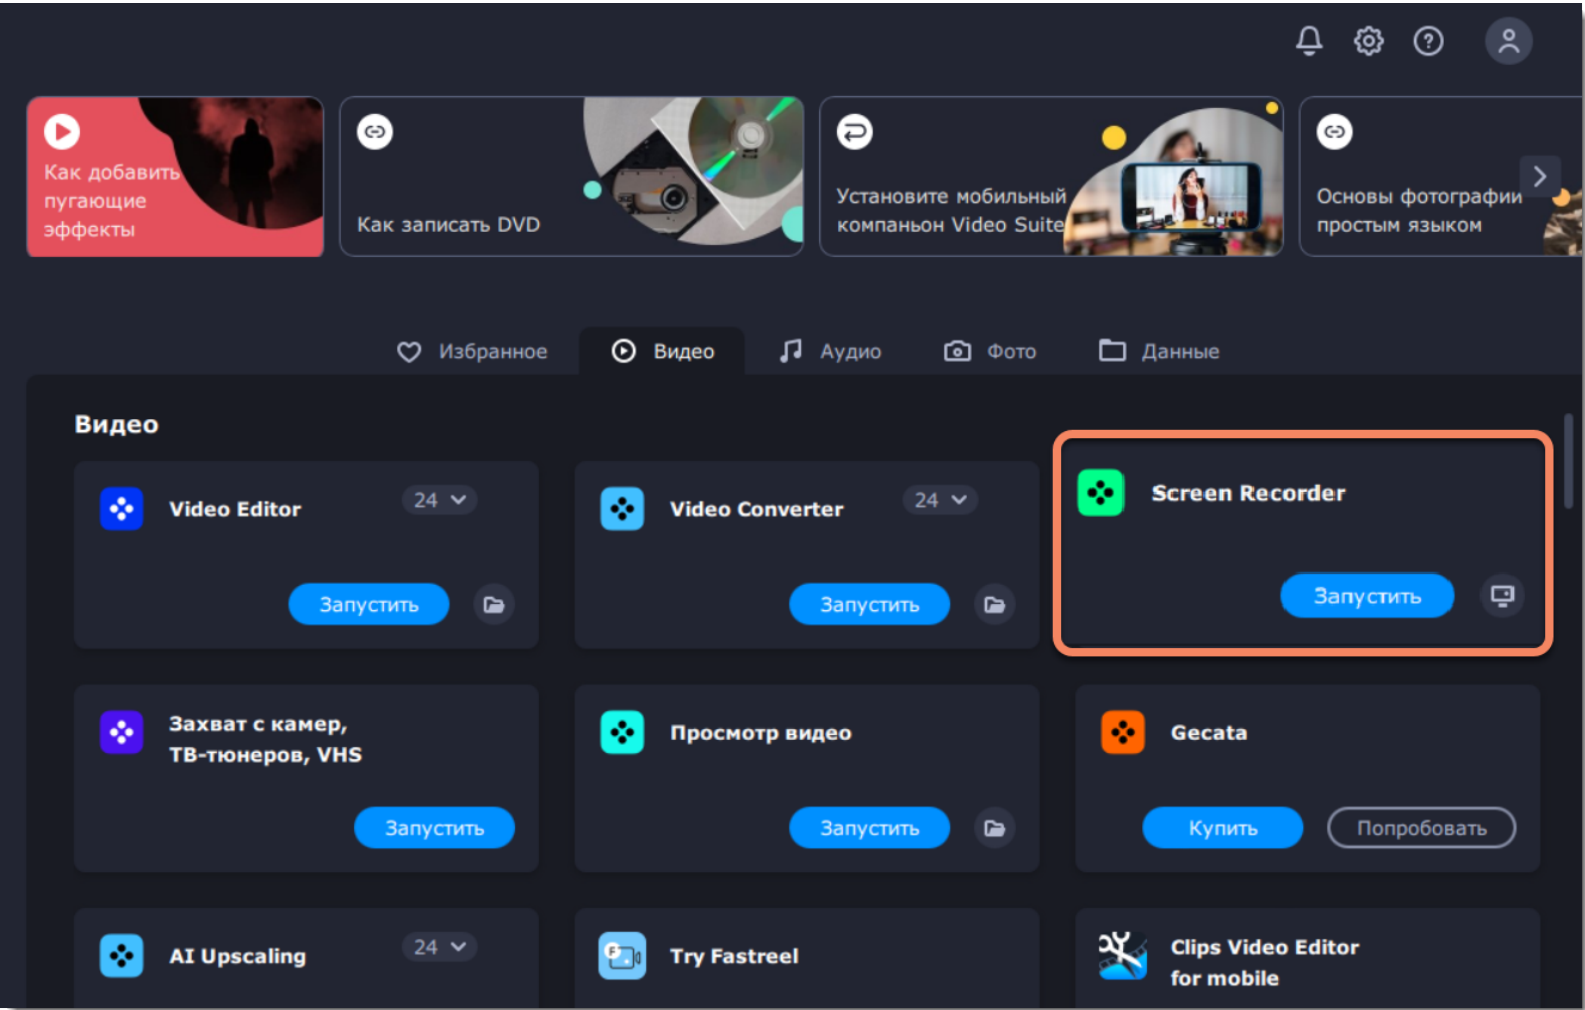 Как добавить
пугающие
эффекты
Как записать DVD
Установите мобильный
компаньон Video Suite
Основы фотографии
простым языком
Избранное
Видео
Аудио
Фото
Данные
Видео
Video Editor
24
Запустить
Video Converter
24
Запустить
Screen Recorder
Запустить
Захват с камер,
ТВ-тюнеров, VHS
Запустить
Просмотр видео
Запустить
Gecata
Купить
Попробовать
AI Upscaling
24
F
Try Fastreel
Clips Video Editor
for mobile